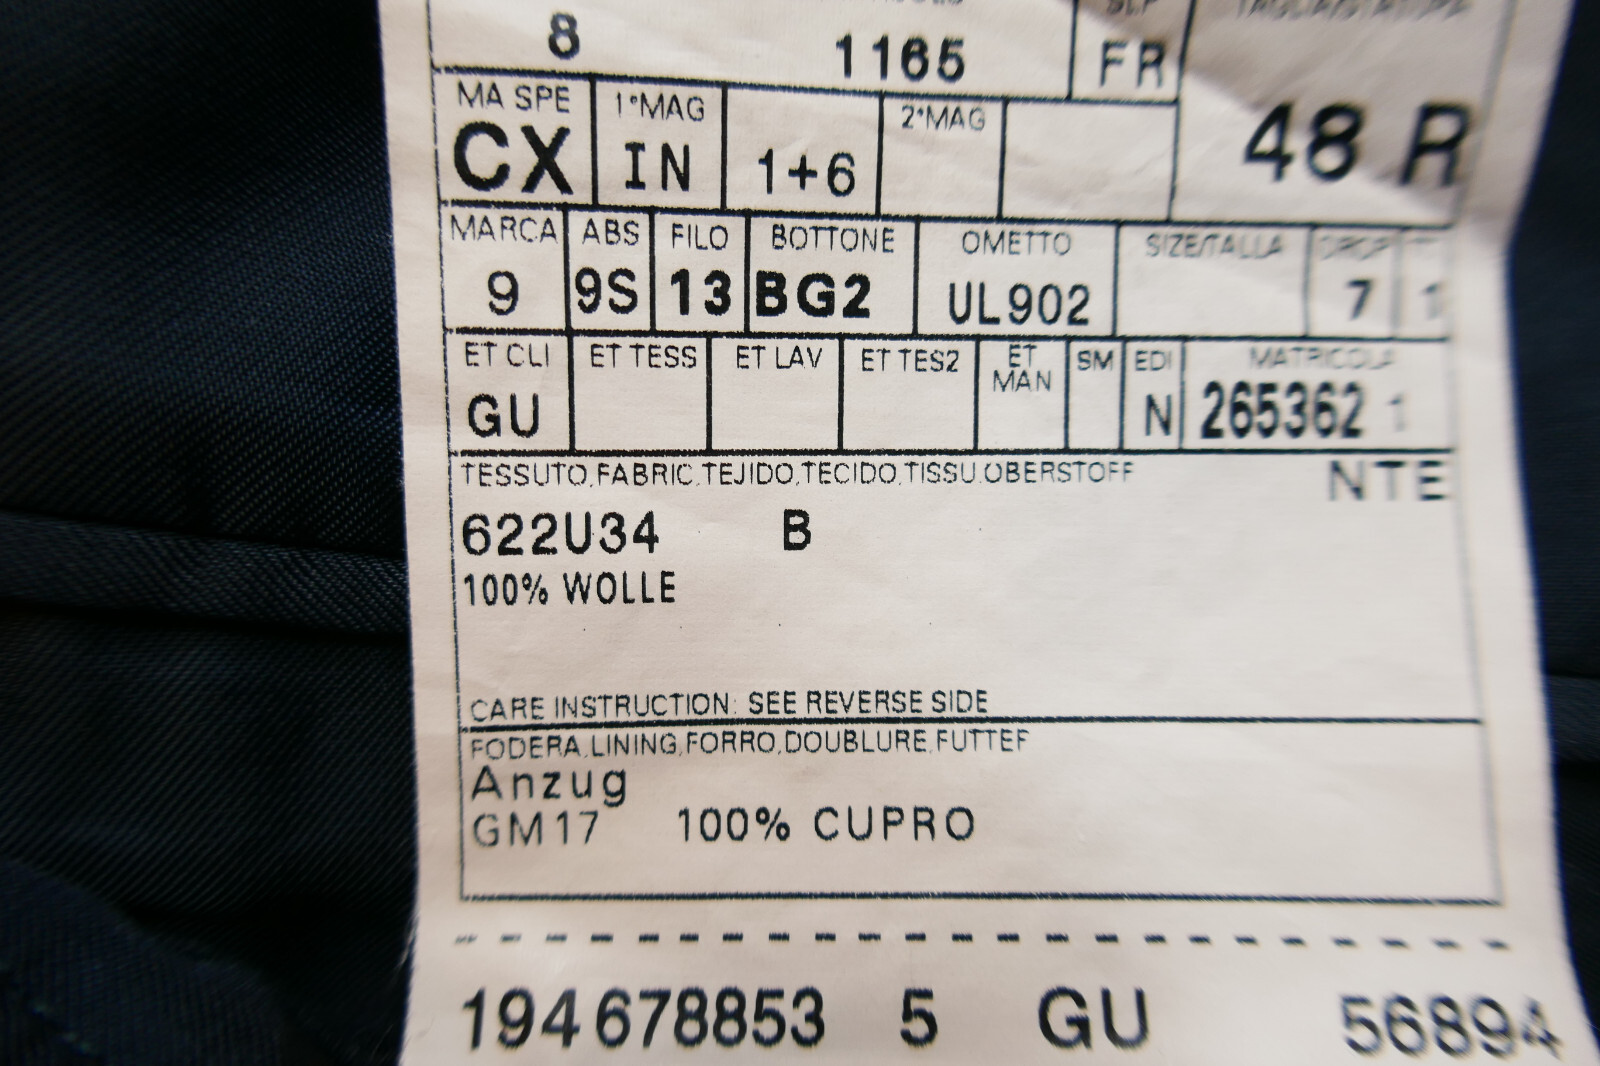 8 1165 FR
MA SPE 1°MAG 2°MAG
CX IN 1+6 48 R
MARCA ABS FILO BOTTONE OMETTO SIZE/TALLA DROP
9 9S 13 BG2 UL902 7 1
ET CLI ET TESS ET LAV ET TES2 ET MAN SM EDI MATRICOLA
GU N 265362 1
TESSUTO,FABRIC,TEJIDO,TECIDO,TISSU,OBERSTOFF NTE
622U34 B
100% WOLLE
CARE INSTRUCTION: SEE REVERSE SIDE
FODERA,LINING,FORRO,DOUBLURE,FUTTEF
Anzug
GM17 100% CUPRO
194678853 5 GU 56894